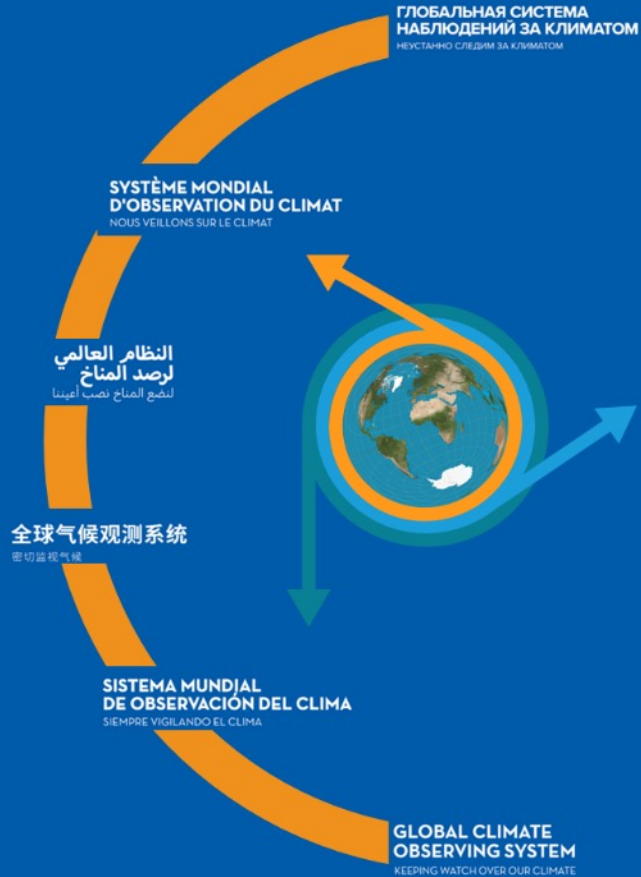 ГЛОБАЛЬНАЯ СИСТЕМА
НАБЛЮДЕНИЙ ЗА КЛИМАТОМ
НЕУСТАННО СЛЕДИМ ЗА КЛИМАТОМ
SYSTÈME MONDIAL
D'OBSERVATION DU CLIMAT
NOUS VEILLONS SUR LE CLIMAT
النظام العالمي
لرصد المناخ
لنضع المناخ نصب أعيننا
全球气候观测系统
密切监视气候
SISTEMA MUNDIAL
DE OBSERVACIÓN DEL CLIMA
SIEMPRE VIGILANDO EL CLIMA
GLOBAL CLIMATE
OBSERVING SYSTEM
KEEPING WATCH OVER OUR CLIMATE